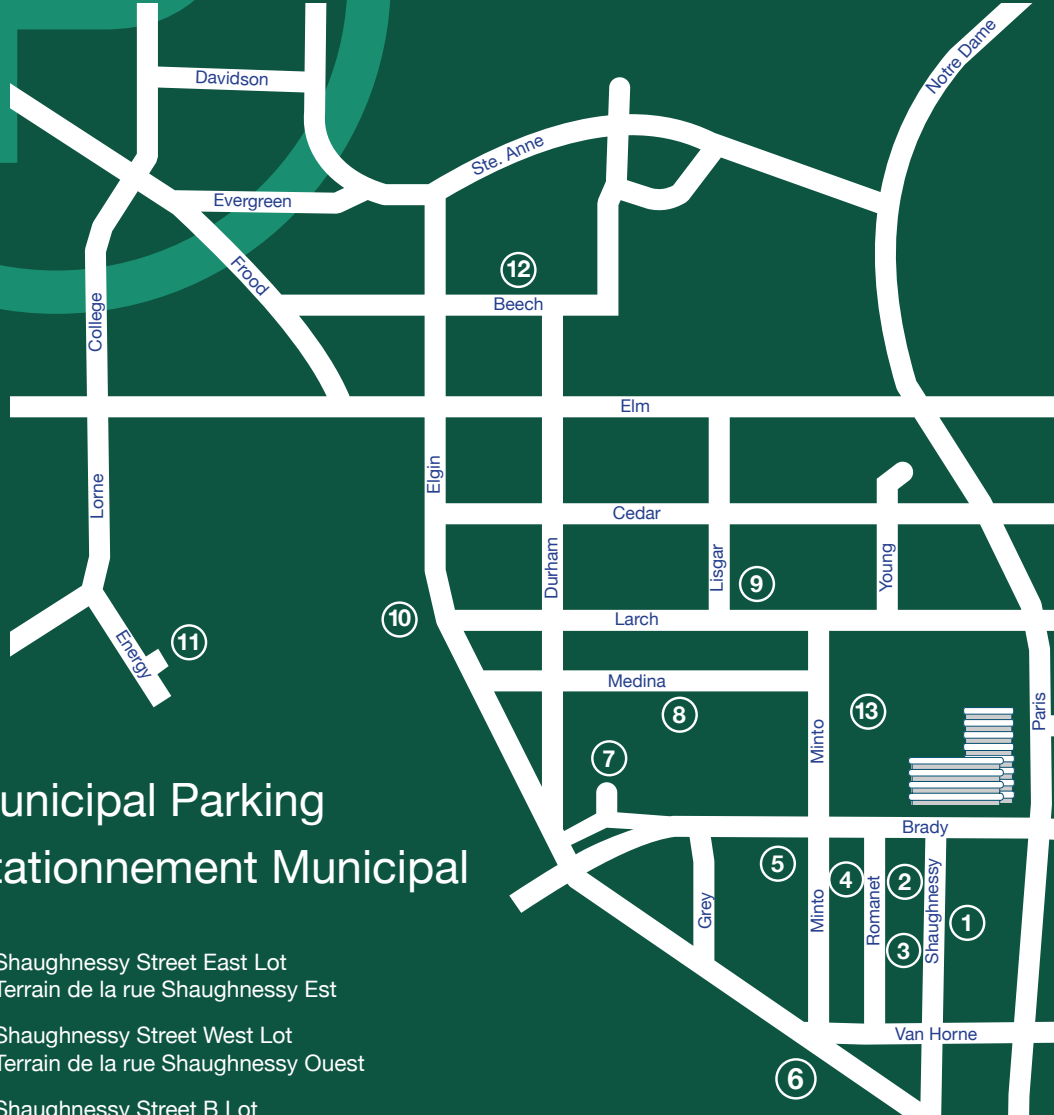 Davidson
Notre Dame
Ste. Anne
Evergreen
Frood
12
Beech
College
Elm
Elgin
Lorne
Cedar
Durham
Lisgar
9
Young
10
Larch
Energy
11
Medina
8
13
Minto
Paris
7
unicipal Parking
Brady
tationnement Municipal
5
4
2
Grey
Minto
Romanet
Shaughnessy
1
3
Shaughnessy Street East Lot
Terrain de la rue Shaughnessy Est
Shaughnessy Street West Lot
Terrain de la rue Shaughnessy Ouest
Van Horne
6
Shaughnessy Street B Lot